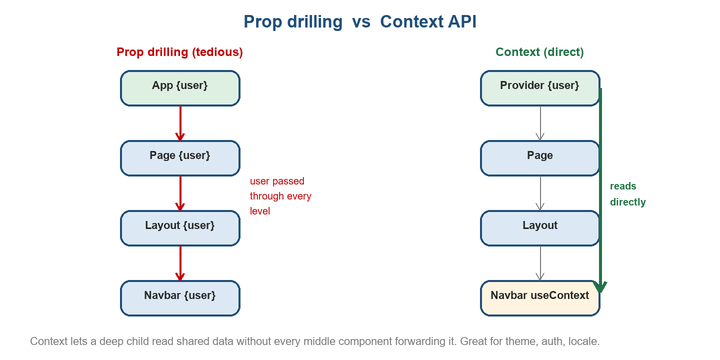 Prop drilling vs Context API
Prop drilling (tedious)
App {user}
Page {user}
user passed
through every
level
Layout {user}
Navbar {user}
Context (direct)
Provider {user}
Page
reads
directly
Layout
Navbar useContext
Context lets a deep child read shared data without every middle component forwarding it. Great for theme, auth, locale.